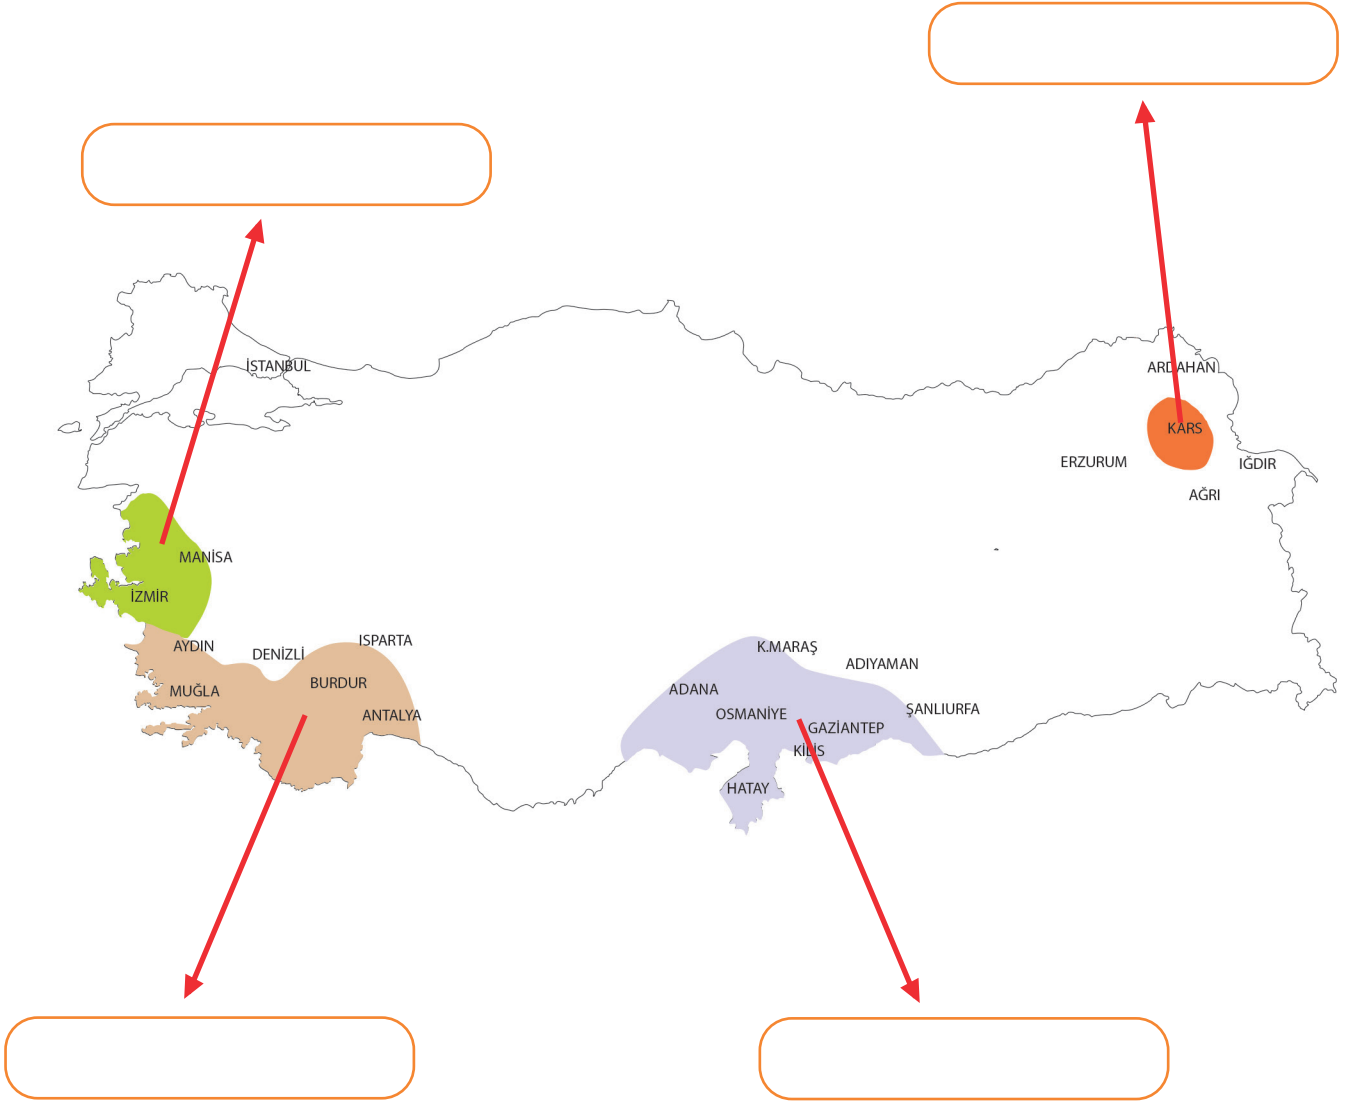 İSTANBUL
ARDAHAN
KARS
ERZURUM
IĞDIR
AĞRI
MANİSA
İZMİR
AYDIN
DENİZLİ
ISPARTA
MUĞLA
BURDUR
ANTALYA
K.MARAŞ
ADIYAMAN
ADANA
OSMANİYE
ŞANLIURFA
GAZİANTEP
KİLİS
HATAY